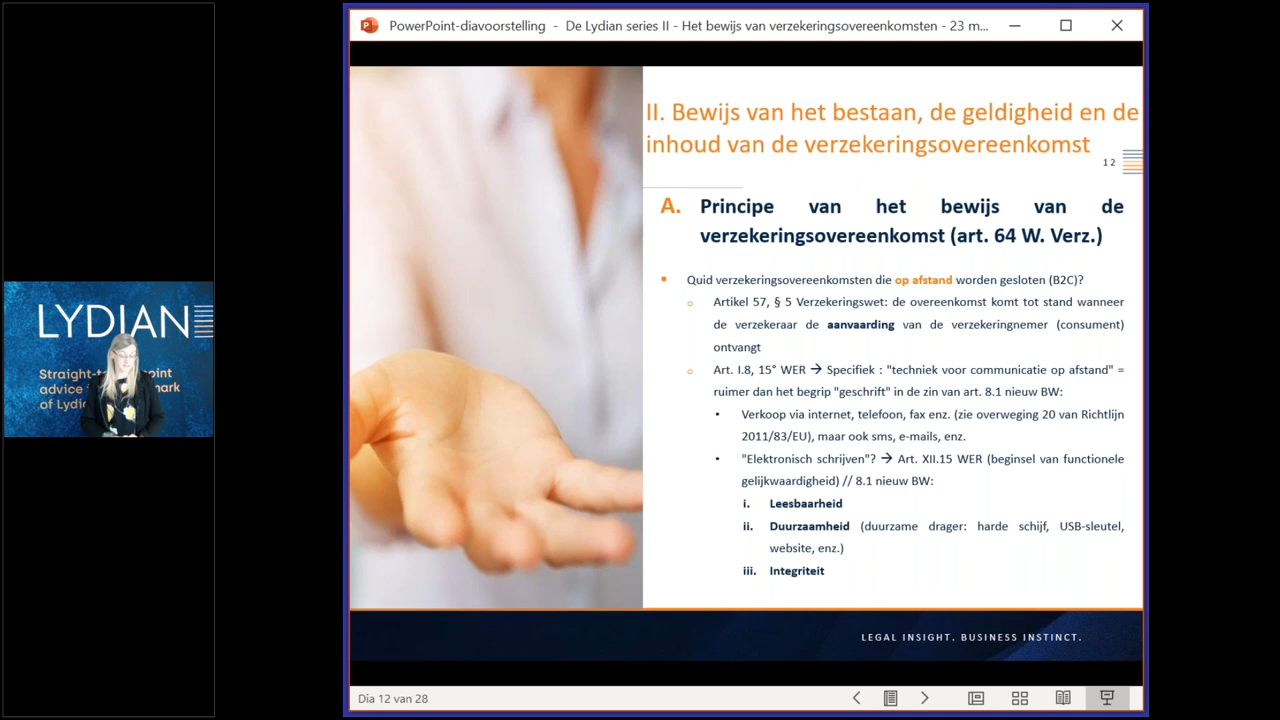 PowerPoint-diavoorstelling - De Lydian series II - Het bewijs van verzekeringsovereenkomsten - 23 m...
II. Bewijs van het bestaan, de geldigheid en de
inhoud van de verzekeringsovereenkomst
12
A. Principe van het bewijs van de
verzekeringsovereenkomst (art. 64 W. Verz.)
Quid verzekeringsovereenkomsten die op afstand worden gesloten (B2C)?
Artikel 57, § 5 Verzekeringswet: de overeenkomst komt tot stand wanneer
de verzekeraar de aanvaarding van de verzekeringnemer (consument)
ontvangt
Art. I.8, 15° WER → Specifiek : "techniek voor communicatie op afstand" =
ruimer dan het begrip "geschrift" in de zin van art. 8.1 nieuw BW:
• Verkoop via internet, telefoon, fax enz. (zie overweging 20 van Richtlijn
2011/83/EU), maar ook sms, e-mails, enz.
• "Elektronisch schrijven"? → Art. XII.15 WER (beginsel van functionele
gelijkwaardigheid) // 8.1 nieuw BW:
i. Leesbaarheid
ii. Duurzaamheid (duurzame drager: harde schijf, USB-sleutel,
website, enz.)
iii. Integriteit
LEGAL INSIGHT. BUSINESS INSTINCT.
Dia 12 van 28
LYDIAN
Straight-t point
advice mark
of Lydi